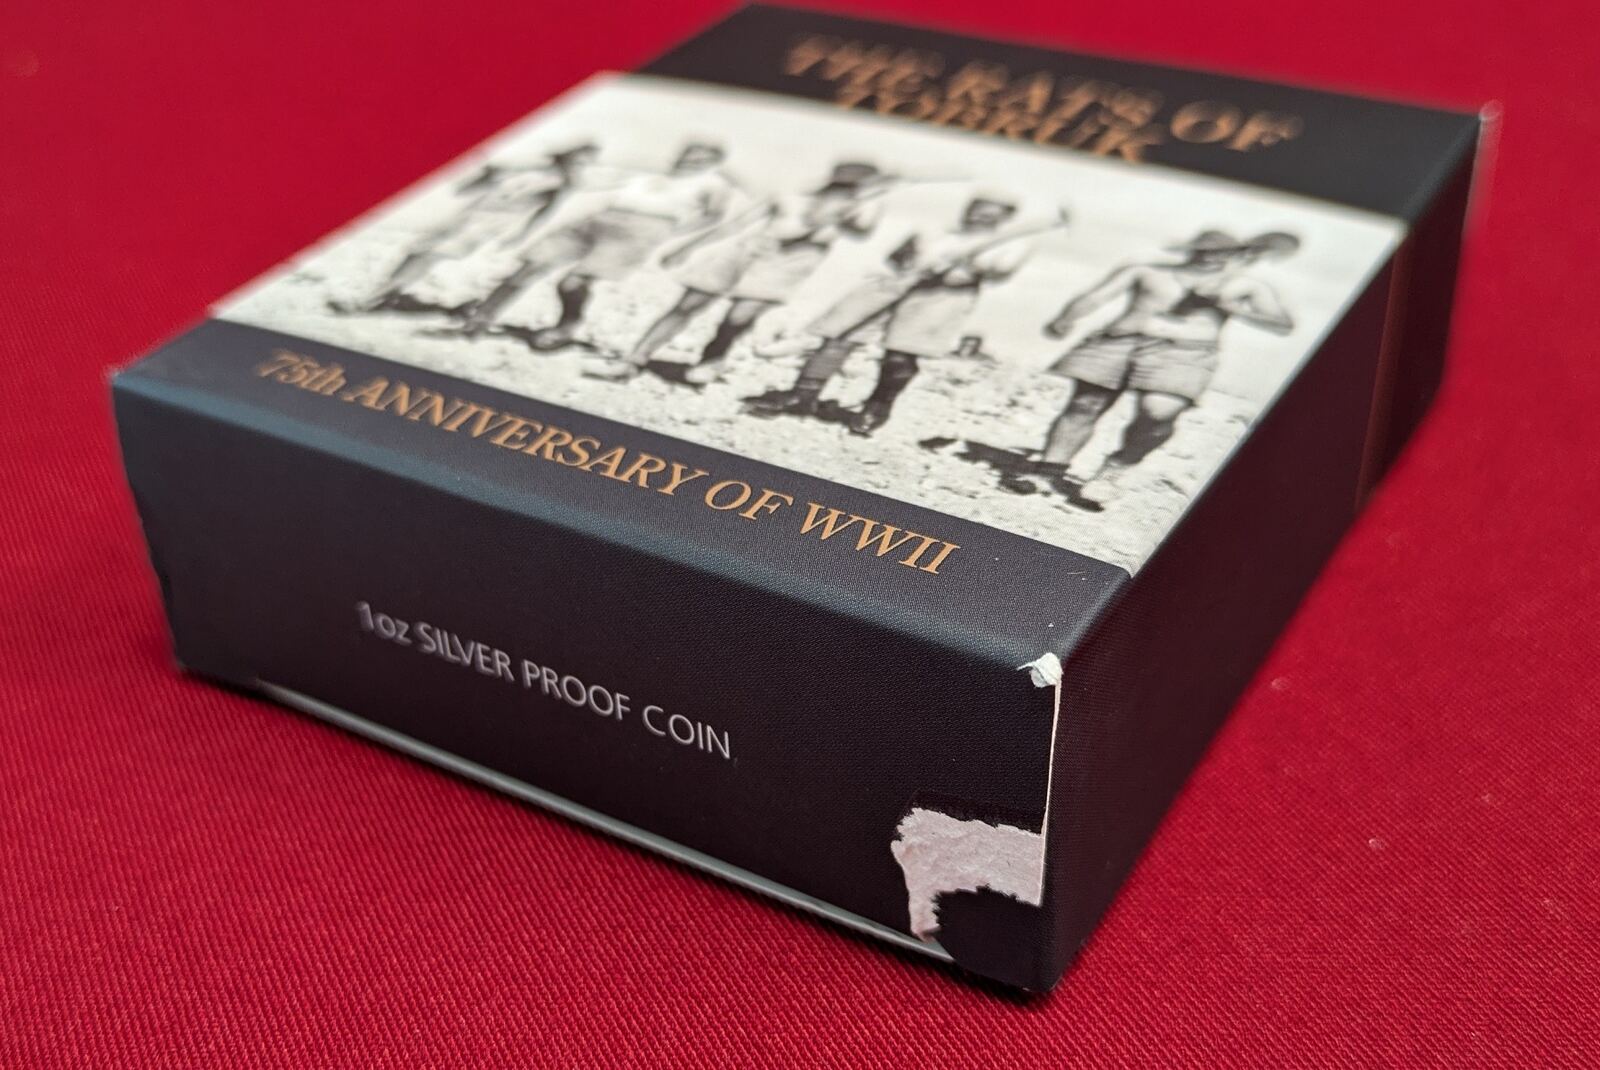 THE RATS OF
TOBRUK
75th ANNIVERSARY OF WWII
1oz SILVER PROOF COIN